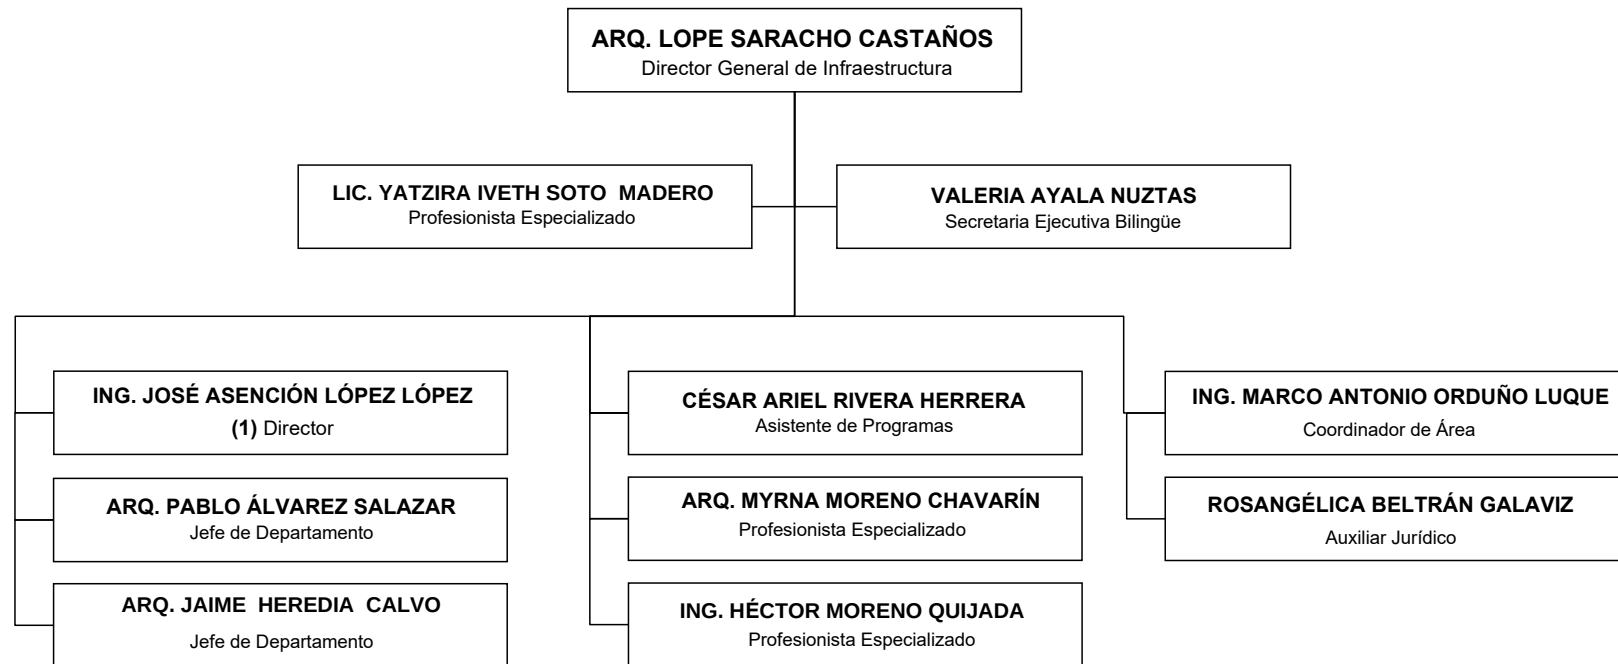 ARQ. LOPE SARACHO CASTAÑOS
Director General de Infraestructura
LIC. YATZIRA IVETH SOTO  MADERO
Profesionista Especializado
VALERIA AYALA NUZTAS
Secretaria Ejecutiva Bilingüe
ING. JOSÉ ASENCIÓN LÓPEZ LÓPEZ
(1) Director
CÉSAR ARIEL RIVERA HERRERA
Asistente de Programas
ING. MARCO ANTONIO ORDUÑO LUQUE
Coordinador de Área
ARQ. PABLO ÁLVAREZ SALAZAR
Jefe de Departamento
ARQ. MYRNA MORENO CHAVARÍN
Profesionista Especializado
ROSANGÉLICA BELTRÁN GALAVIZ
Auxiliar Jurídico
ARQ. JAIME  HEREDIA  CALVO
Jefe de Departamento
ING. HÉCTOR MORENO QUIJADA
Profesionista Especializado